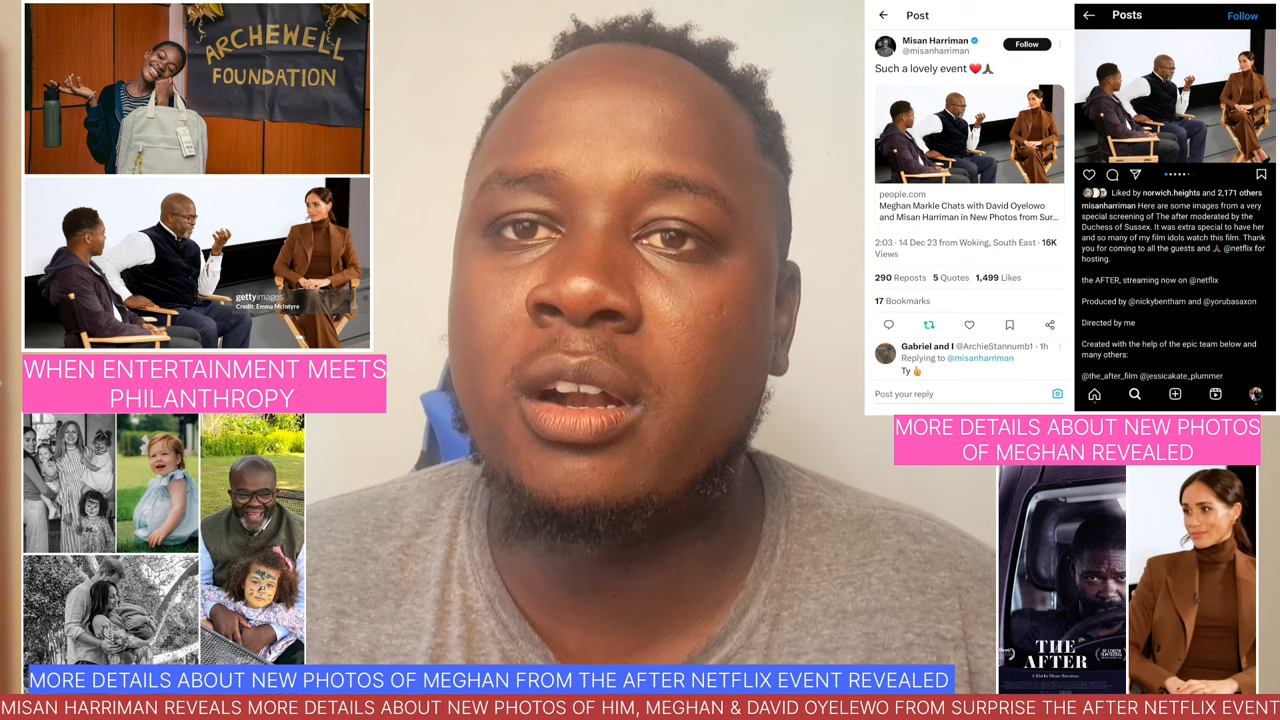 ARCHEWELL
FOUNDATION
gettyimages
Credit: Emma McIntyre
WHEN ENTERTAINMENT MEETS
PHILANTHROPY
Post
Misan Harriman
@misanharriman
Follow
Such a lovely event ❤️🙏🏾
people.com
Meghan Markle Chats with David Oyelowo
and Misan Harriman in New Photos from Sur...
2:03 · 14 Dec 23 from Woking, South East · 16K
Views
290 Reposts 5 Quotes 1,499 Likes
17 Bookmarks
Gabriel and I @ArchieStannumb1 · 1h
Replying to @misanharriman
Ty 👍
Post your reply
Posts
Follow
Liked by norwich.heights and 2,171 others
misanharriman Here are some images from a very
special screening of The after moderated by the
Duchess of Sussex. It was extra special to have her
and so many of my film idols watch this film. Thank
you for coming to all the guests and 🙏🏾 @netflix for
hosting.
the AFTER, streaming now on @netflix
Produced by @nickybentham and @yorubasaxon
Directed by me
Created with the help of the epic team below and
many others:
@the_after_film @jessicakate_plummer
MORE DETAILS ABOUT NEW PHOTOS
OF MEGHAN REVEALED
THE
AFTER
A film by Misan Harriman
MORE DETAILS ABOUT NEW PHOTOS OF MEGHAN FROM THE AFTER NETFLIX EVENT REVEALED
MISAN HARRIMAN REVEALS MORE DETAILS ABOUT NEW PHOTOS OF HIM, MEGHAN & DAVID OYELEWO FROM SURPRISE THE AFTER NETFLIX EVENT